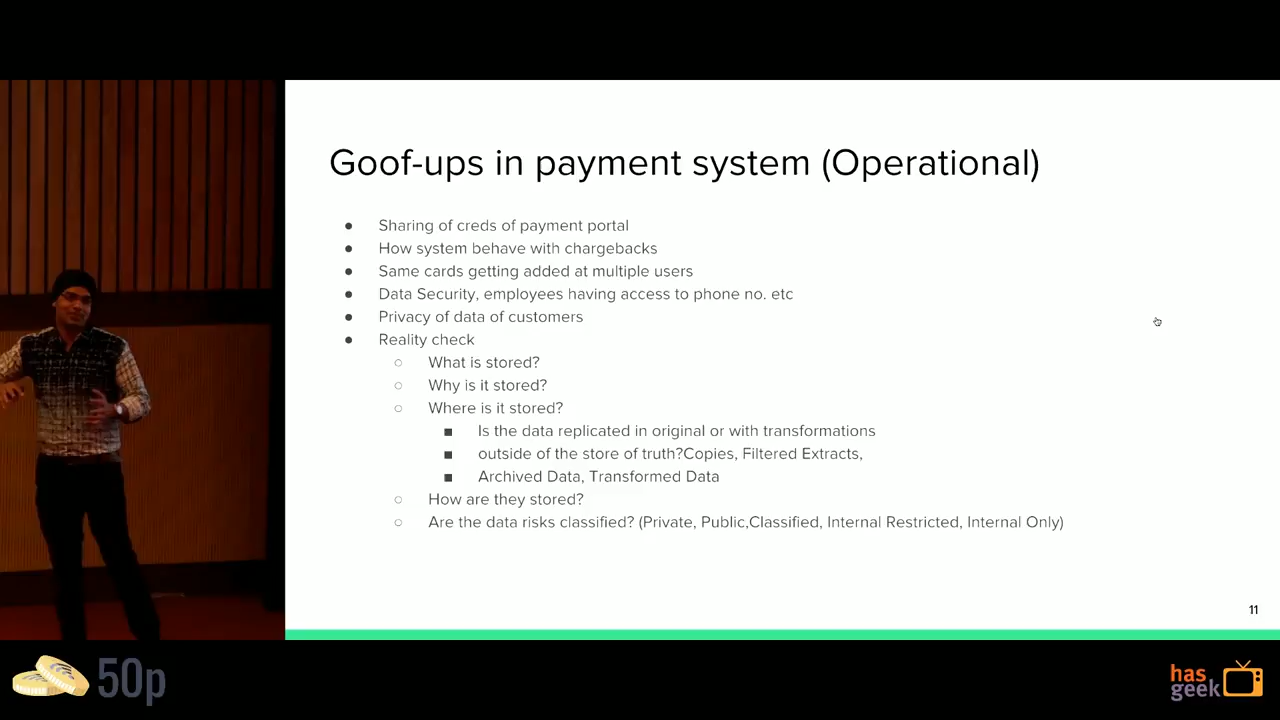 Goof-ups in payment system (Operational)
● Sharing of creds of payment portal
● How system behave with chargebacks
● Same cards getting added at multiple users
● Data Security, employees having access to phone no. etc
● Privacy of data of customers
● Reality check
○ What is stored?
○ Why is it stored?
○ Where is it stored?
■ Is the data replicated in original or with transformations
■ outside of the store of truth?Copies, Filtered Extracts,
■ Archived Data, Transformed Data
○ How are they stored?
○ Are the data risks classified? (Private, Public,Classified, Internal Restricted, Internal Only)
11
50p
has
geek